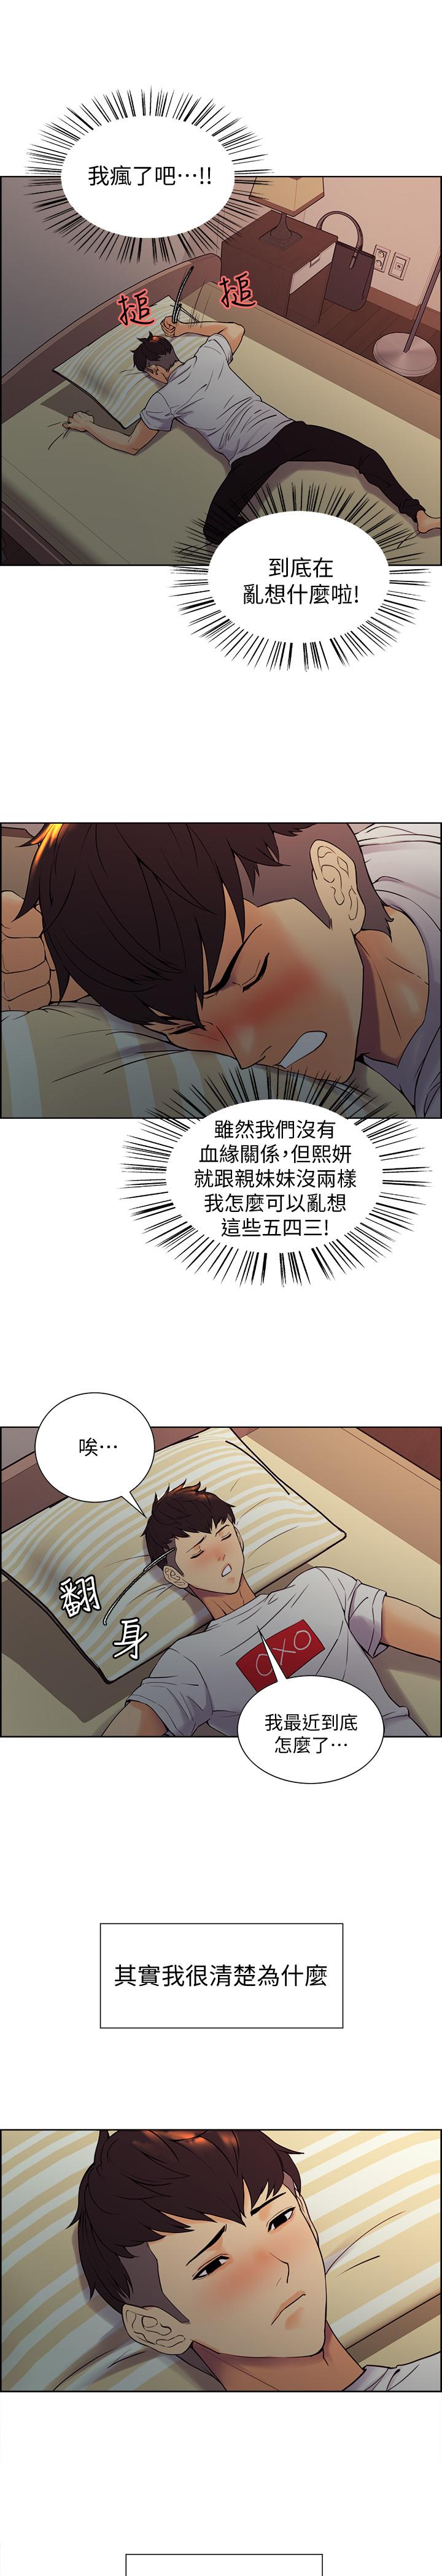 我瘋了吧⋯!!
搥
搥
到底在
亂想什麼啦!
雖然我們沒有
血緣關係,但熙妍
就跟親妹妹沒兩樣
我怎麼可以亂想
這些五四三!
唉⋯
翻
身
OXO
我最近到底
怎麼了⋯
其實我很清楚為什麼